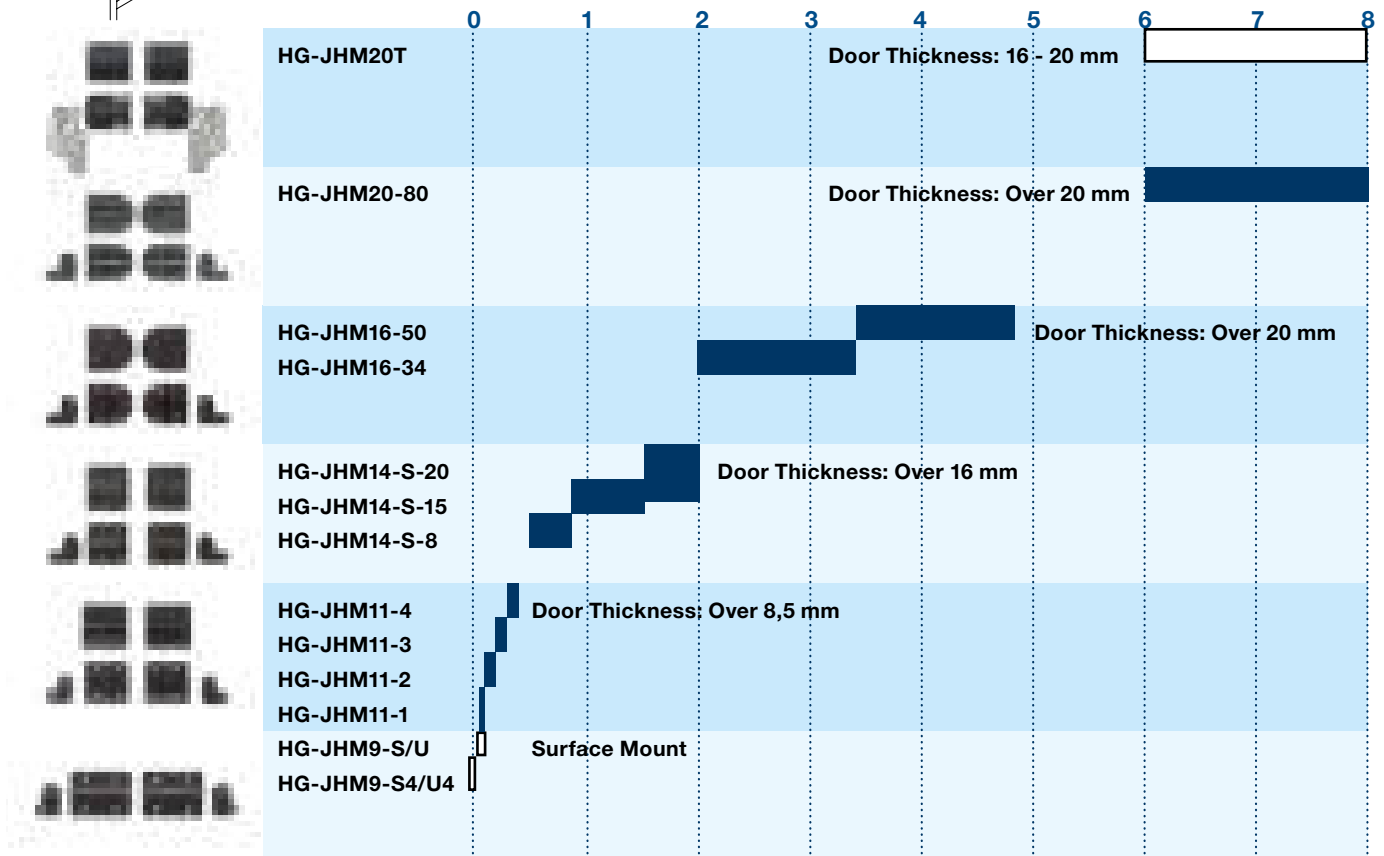 0 1 2 3 4 5 6 7 8
HG-JHM20T Door Thickness: 16 - 20 mm
HG-JHM20-80 Door Thickness: Over 20 mm
HG-JHM16-50 Door Thickness: Over 20 mm
HG-JHM16-34
HG-JHM14-S-20 Door Thickness: Over 16 mm
HG-JHM14-S-15
HG-JHM14-S-8
HG-JHM11-4 Door Thickness: Over 8,5 mm
HG-JHM11-3
HG-JHM11-2
HG-JHM11-1
HG-JHM9-S/U Surface Mount
HG-JHM9-S4/U4